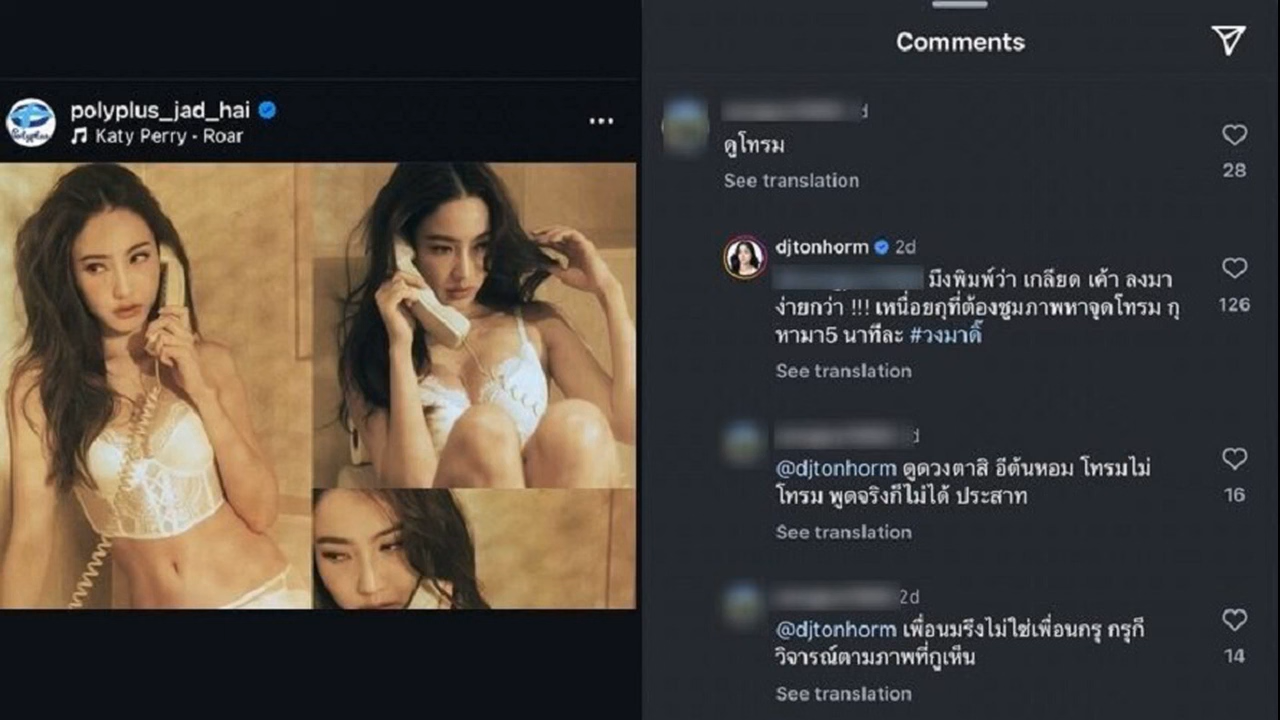 polyplus_jad_hai
Katy Perry · Roar
Comments
ดูโทรม
See translation
28
djtonhorm 2d
มึงพิมพ์ว่า เกลียด เค้า ลงมา
ง่ายกว่า !!! เหนื่อยกุที่ต้องซูมภาพหาจุดโทรม กุ
หามา5 นาทีละ #วงมาดิ๊
126
See translation
d
@djtonhorm ดูดวงตาสิ อีต้นหอม โทรมไม่
โทรม พูดจริงก็ไม่ได้ ประสาท
16
See translation
2d
@djtonhorm เพื่อนมรึงไม่ใช่เพื่อนกรุ กรุก็
วิจารณ์ตามภาพที่กูเห็น
14
See translation